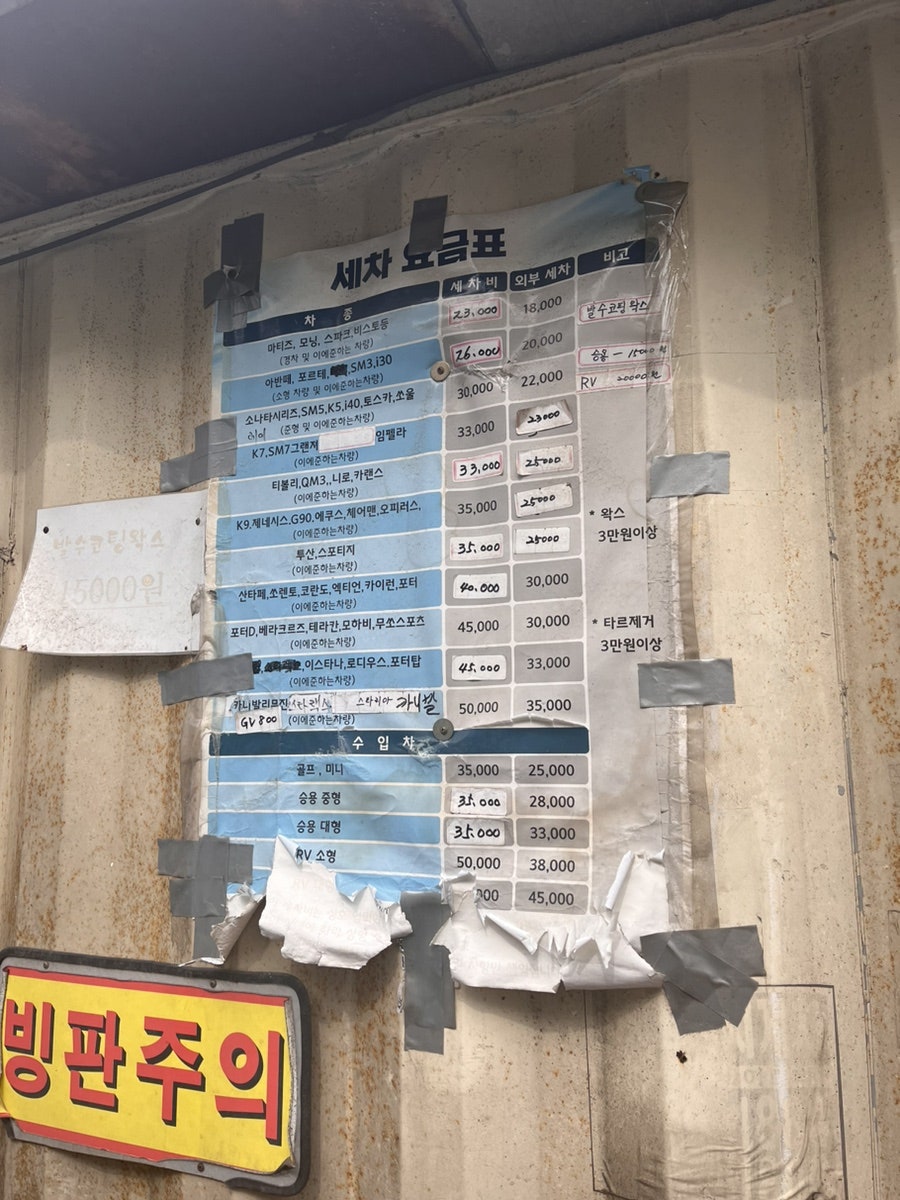 세차 요금표
차 종 세차비 외부 세차 비고
마티즈, 모닝, 스파크,비스토등 23,000 18,000 발수코팅왁스
(경차 및 이에준하는 차량)
아반떼, 포르테, ,SM3,i30 26,000 20,000 승용 - 15000원
(소형 차량 및 이에준하는차량)
소나타시리즈,SM5,K5,i40,토스카,쏘울 30,000 22,000 RV 20000원
레이 (준형 및 이에준하는차량)
K7,SM7그랜저 임펠라 33,000 23000
(이에준하는차량)
티볼리,QM3,,니로,카랜스 33,000 25000
(이에준하는차량)
K9.제네시스.G90.에쿠스,체어맨,오피러스, 35,000 25000
(이에준하는차량)
* 왁스
3만원이상
투산,스포티지 35,000 25000
(이에준하는차량)
산타페,쏘렌토,코란도,엑티언,카이런,포터 40,000 30,000
(이에준하는차량)
포터D,베라크르즈,테라칸,모하비,무쏘스포츠 45,000 30,000
(이에준하는차량)
* 타르제거
3만원이상
,이스타나,로디우스,포터탑 45,000 33,000
(이에준하는차량)
카니발리무진 스타렉스 스타리아 카니발 50,000 35,000
GV800 (이에준하는차량)
수 입 차
골프 , 미니 35,000 25,000
승용 중형 35,000 28,000
승용 대형 35,000 33,000
RV 소형 50,000 38,000
45,000
발수코팅왁스
15000원
빙판주의